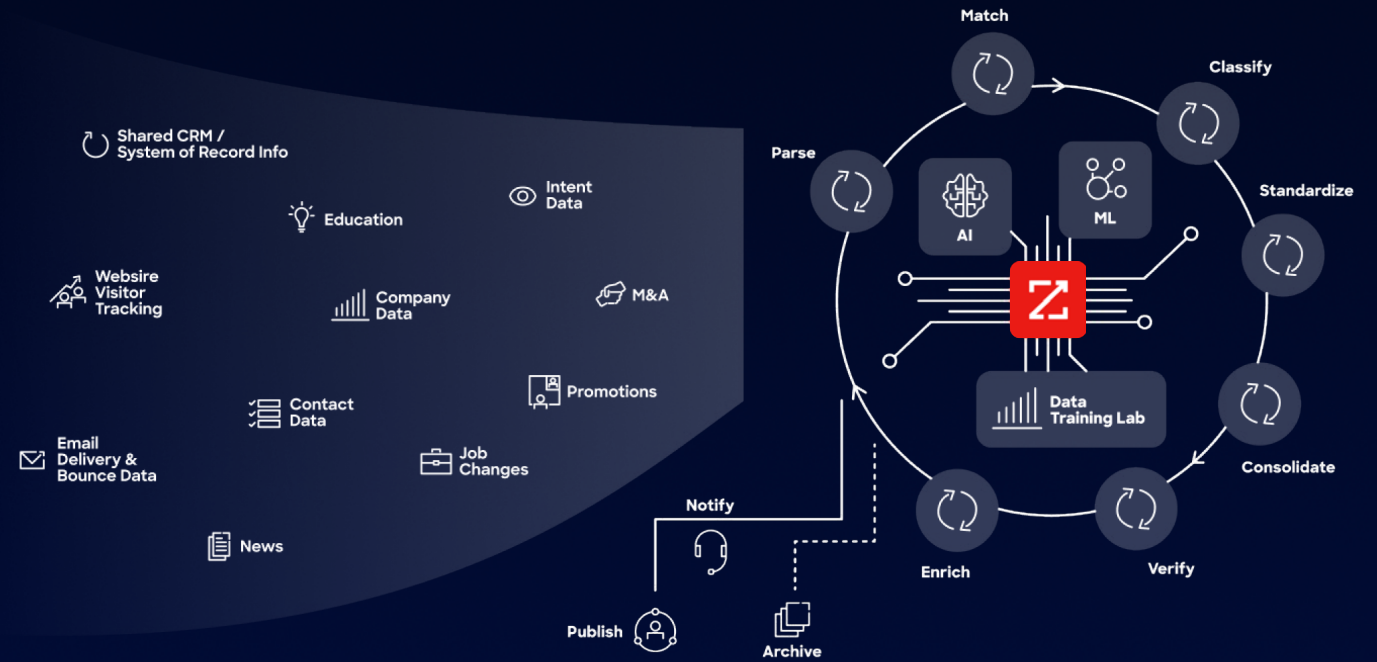 Match
Classify
Shared CRM /
System of Record Info
Parse
Intent
Data
Standardize
Education
AI
ML
Websire
Visitor
Tracking
Company
Data
M&A
Promotions
Contact
Data
Data
Training Lab
Email
Delivery &
Bounce Data
Job
Changes
Consolidate
Notify
News
Enrich
Verify
Publish
Archive